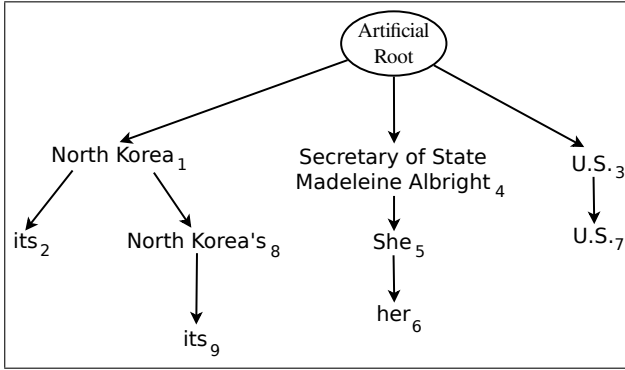 Artificial
Root
North Korea1
Secretary of State
Madeleine Albright4
U.S.3
its2
North Korea's8
She5
U.S.7
her6
its9